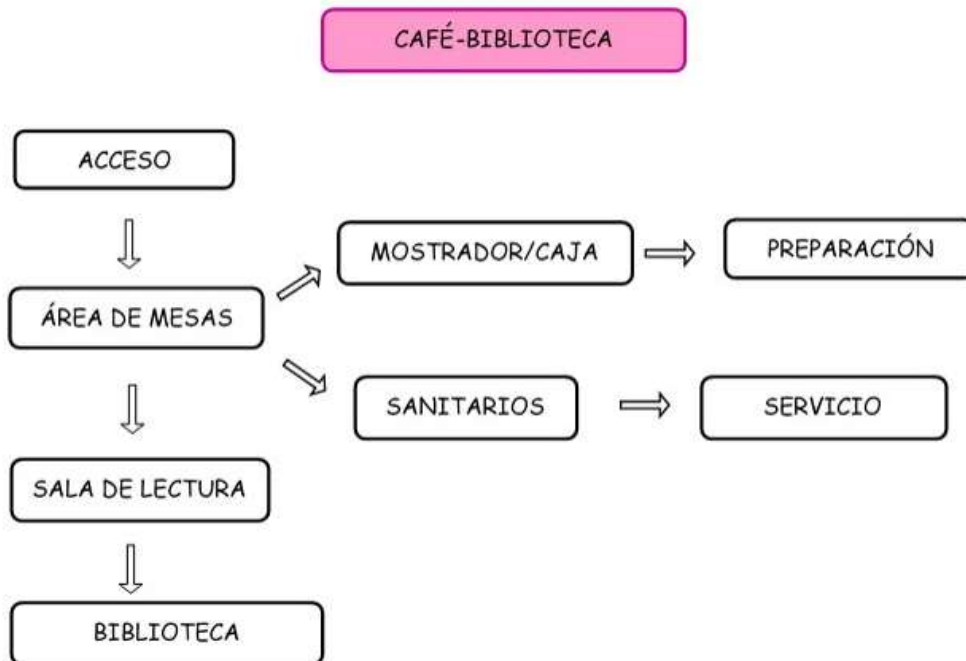 CAFÉ-BIBLIOTECA
ACCESO
MOSTRADOR/CAJA
PREPARACIÓN
ÁREA DE MESAS
SANITARIOS
SERVICIO
SALA DE LECTURA
BIBLIOTECA